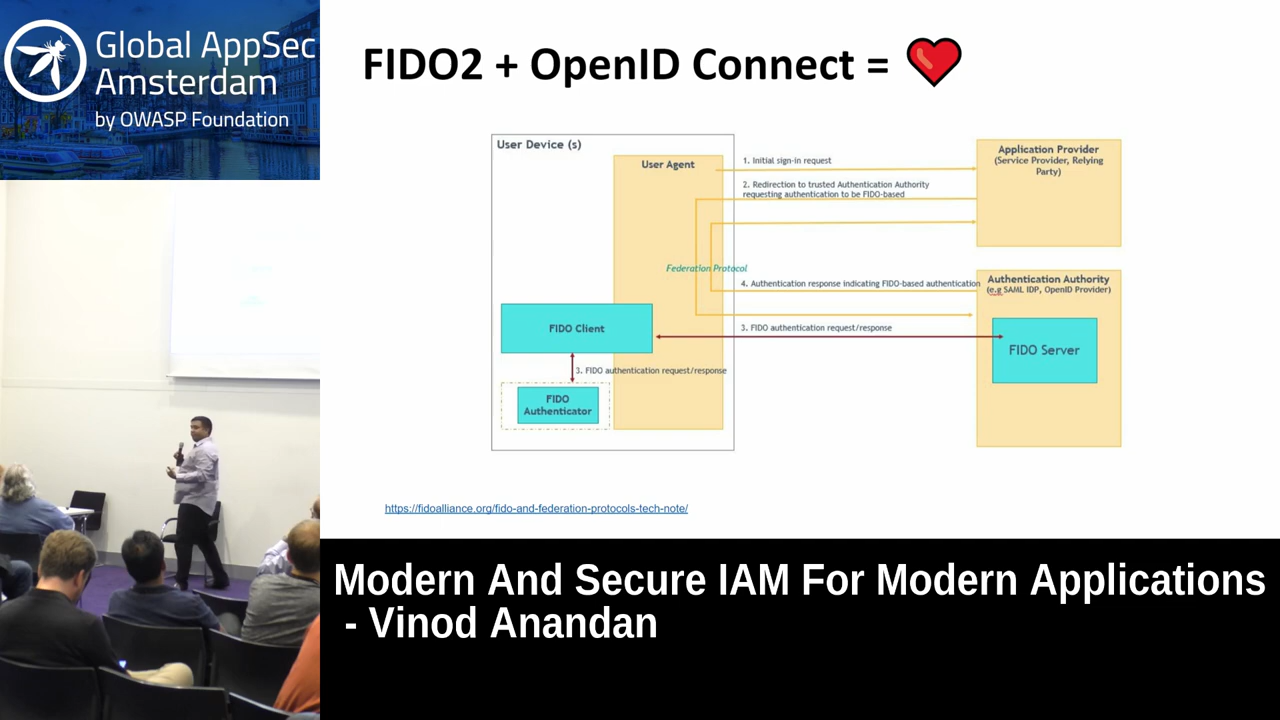 Global AppSec
Amsterdam
by OWASP Foundation
FIDO2 + OpenID Connect =
User Device (s)
User Agent
1. Initial sign-in request
2. Redirection to trusted Authentication Authority
requesting authentication to be FIDO-based
Application Provider
(Service Provider, Relying
Party)
Federation Protocol
4. Authentication response indicating FIDO-based authentication
Authentication Authority
(e.g SAML IDP, OpenID Provider)
FIDO Client
3. FIDO authentication request/response
FIDO Server
3. FIDO authentication request/response
FIDO
Authenticator
https://fidoalliance.org/fido-and-federation-protocols-tech-note/
Modern And Secure IAM For Modern Applications
- Vinod Anandan